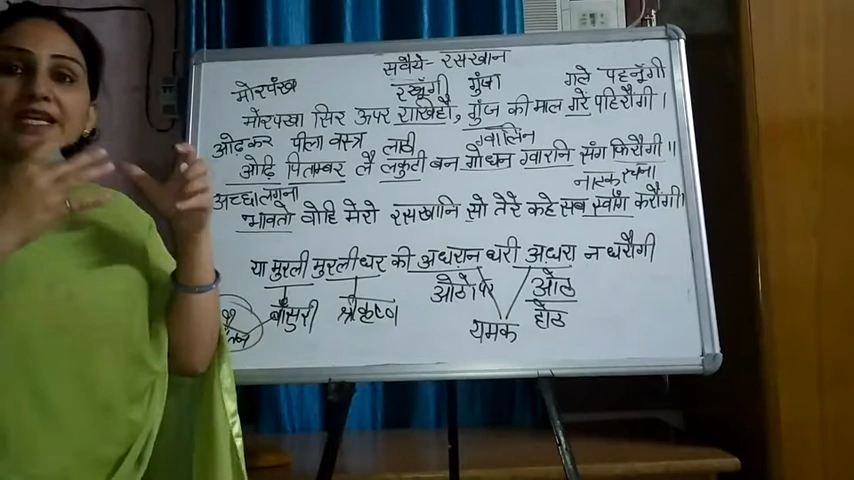 सवैये- रसखान
मोरपंख रखूँगी गुंजा गले पहनूँगी
मोरपखा सिर ऊपर राखिहौं, गुंज की माल गरें पहिरौंगी।
ओढ़कर पीला वस्त्र लाठी ग्वालिन
ओढ़ि पितम्बर लै लकुटी बन गोधन ग्वारनि संग फिरौंगी॥
अच्छा लगना नाटक रचना
भावतो वोहि मेरो रसखानि सो तेरे कहे सब स्वाँग करौंगी।
या मुरली मुरलीधर की अधरान धरी अधरा न धरौंगी
बाँसुरी श्रीकृष्ण ओठों पर ओंठ
यमक होठ